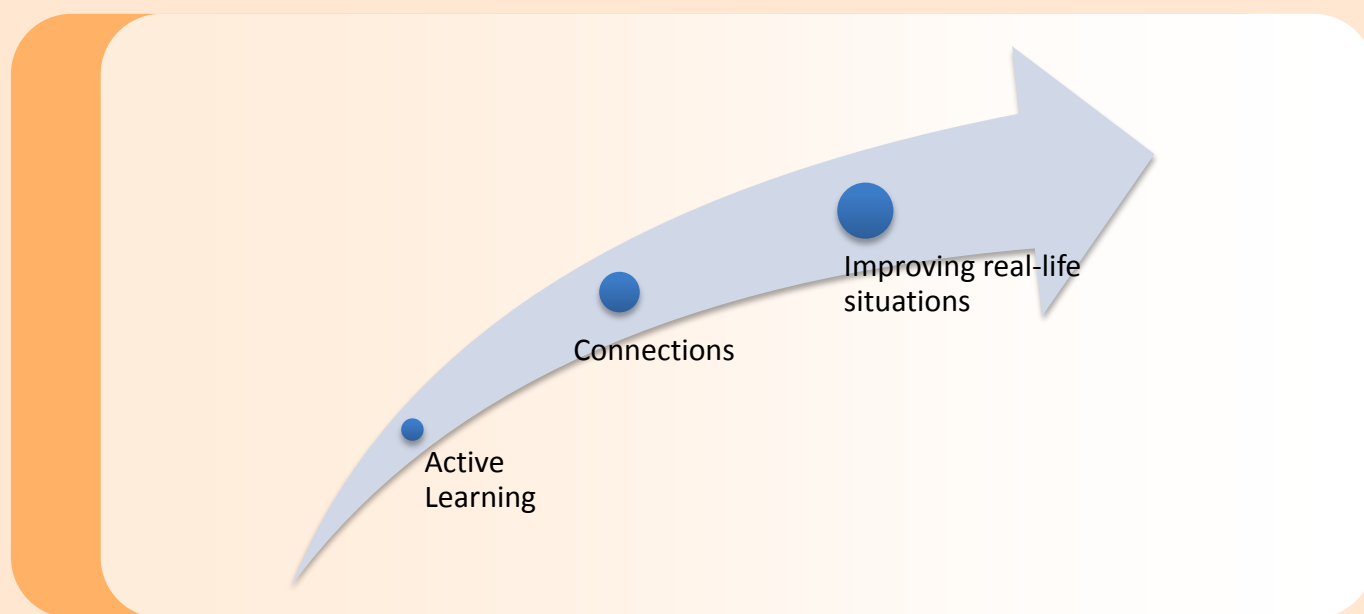 Improving real-life
situations
Connections
Active
Learning